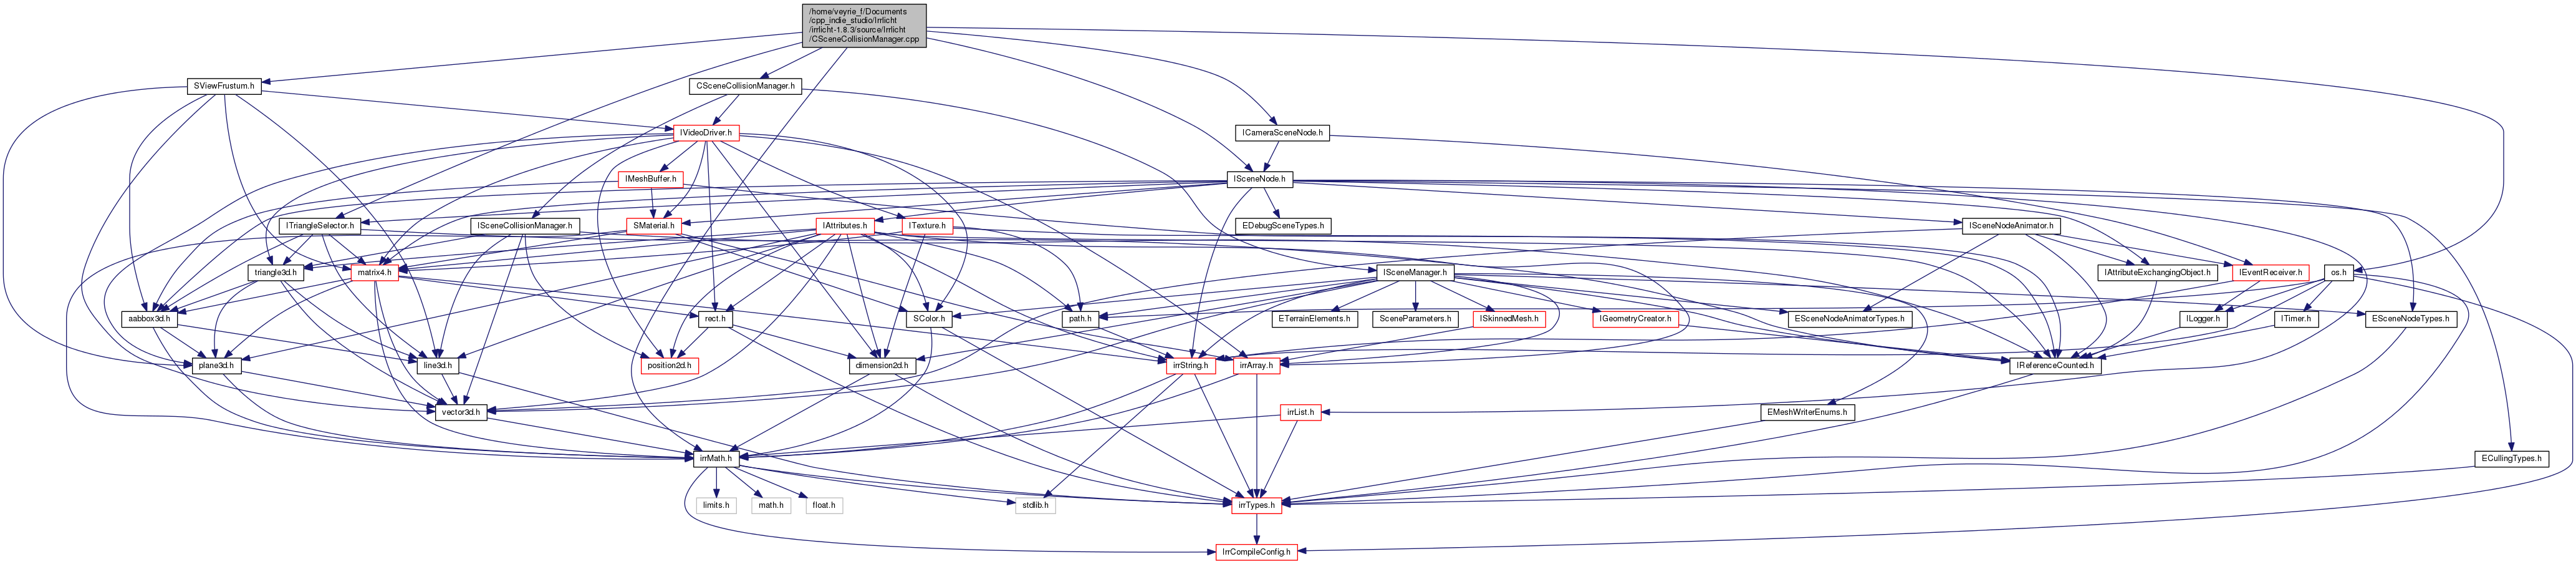 /home/veyrie_f/Documents
/cpp_indie_studio/Irrlicht
/irrlicht-1.8.3/source/Irrlicht
/CSceneCollisionManager.cpp
SViewFrustum.h
CSceneCollisionManager.h
IVideoDriver.h
ICameraSceneNode.h
IMeshBuffer.h
ISceneNode.h
ITriangleSelector.h
ISceneCollisionManager.h
SMaterial.h
IAttributes.h
ITexture.h
EDebugSceneTypes.h
ISceneNodeAnimator.h
triangle3d.h
matrix4.h
ISceneManager.h
IAttributeExchangingObject.h
IEventReceiver.h
os.h
aabbox3d.h
rect.h
SColor.h
path.h
ETerrainElements.h
SceneParameters.h
ISkinnedMesh.h
IGeometryCreator.h
ESceneNodeAnimatorTypes.h
ILogger.h
ITimer.h
ESceneNodeTypes.h
plane3d.h
line3d.h
position2d.h
dimension2d.h
irrString.h
irrArray.h
IReferenceCounted.h
vector3d.h
irrList.h
EMeshWriterEnums.h
irrMath.h
ECullingTypes.h
limits.h
math.h
float.h
stdlib.h
irrTypes.h
IrrCompileConfig.h